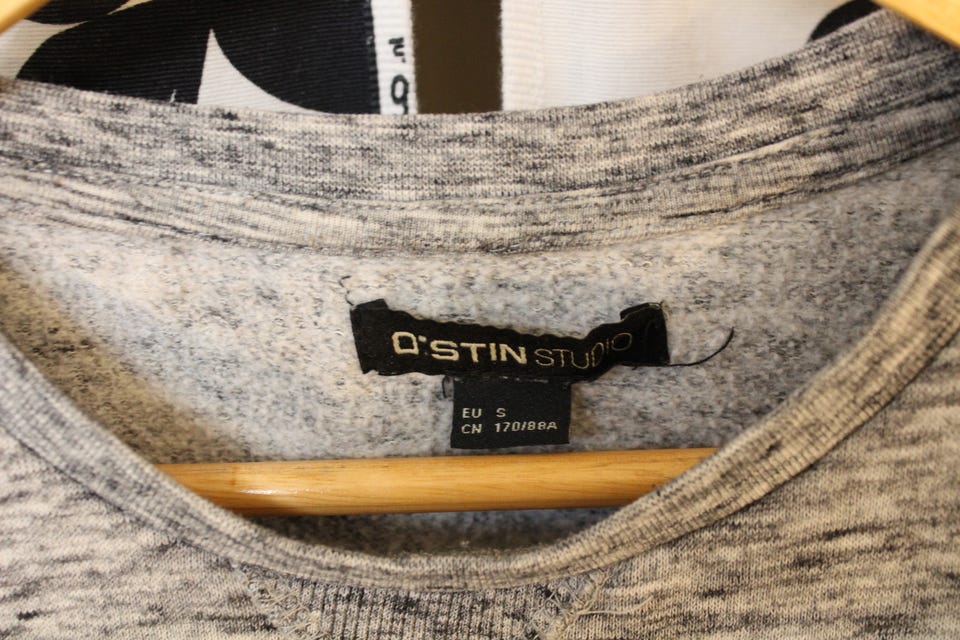 O'STIN STUDIO
EU S
CN 170/88A